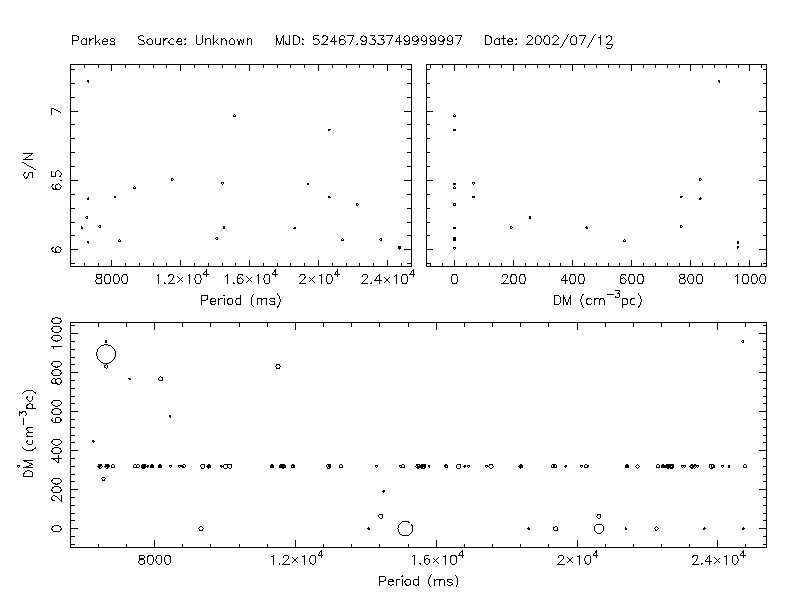 Parkes Source: Unknown MJD: 52467.933749999997 Date: 2002/07/12
S/N
7
6.5
6
8000 1.2×10⁴ 1.6×10⁴ 2×10⁴ 2.4×10⁴
Period (ms)
0 200 400 600 800 1000
DM (cm⁻³pc)
DM (cm⁻³pc)
1000
800
600
400
200
0
8000 1.2×10⁴ 1.6×10⁴ 2×10⁴ 2.4×10⁴
Period (ms)